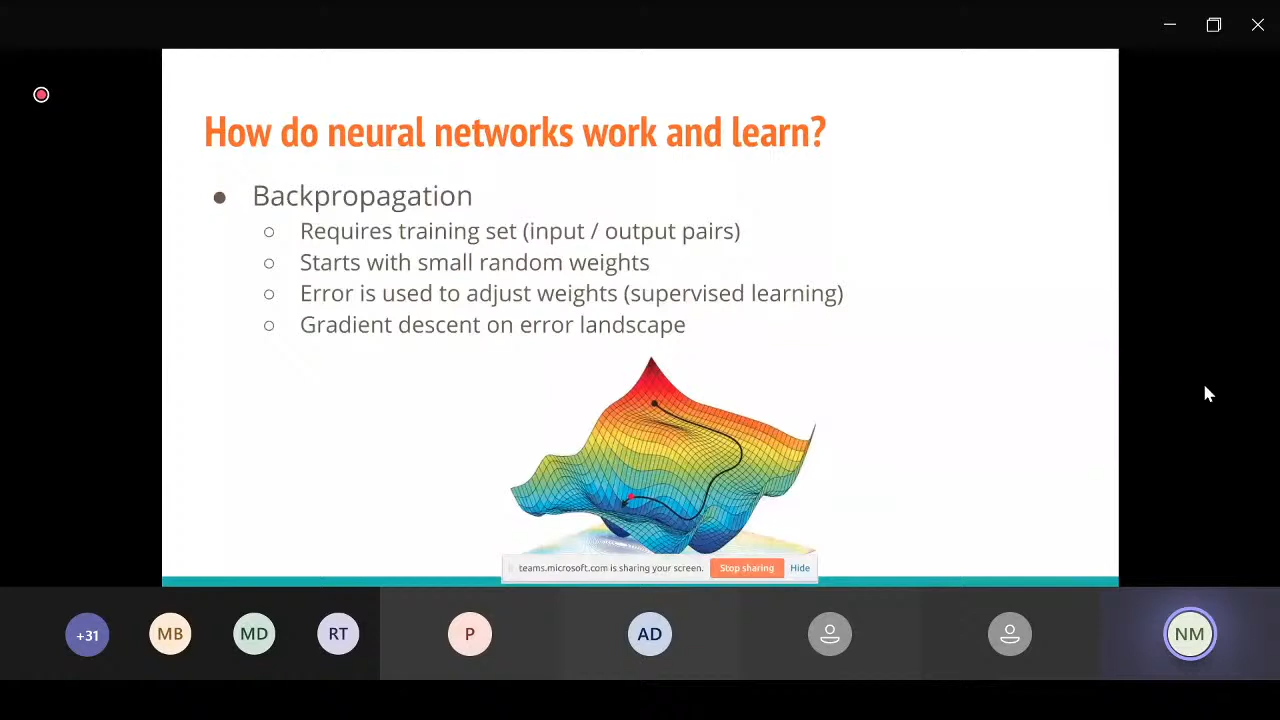 How do neural networks work and learn?
● Backpropagation
○ Requires training set (input / output pairs)
○ Starts with small random weights
○ Error is used to adjust weights (supervised learning)
○ Gradient descent on error landscape
teams.microsoft.com is sharing your screen. Stop sharing Hide
+31 MB MD RT P AD NM